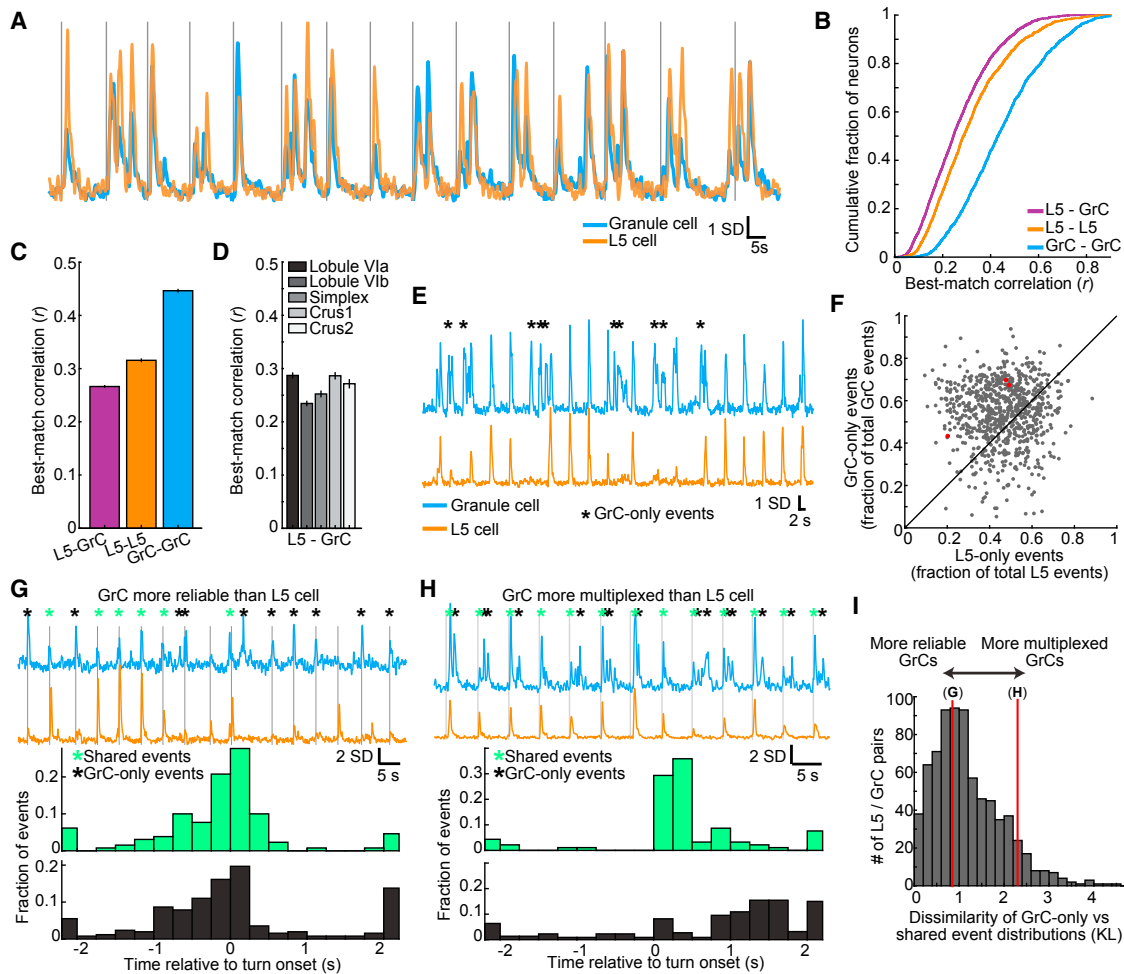 A
Granule cell
L5 cell
1 SD
5s
B
Cumulative fraction of neurons
1
0.8
0.6
0.4
0.2
0
0
0.2
0.4
0.6
0.8
L5 - GrC
L5 - L5
GrC - GrC
Best-match correlation (r)
C
Best-match correlation (r)
0.5
0.4
0.3
0.2
0.1
0
L5-GrC
L5-L5
GrC-GrC
D
Best-match correlation (r)
0.5
0.4
0.3
0.2
0.1
0
Lobule VIa
Lobule VIb
Simplex
Crus1
Crus2
L5 - GrC
E
*** ** *** *** *
Granule cell
L5 cell
* GrC-only events
1 SD
2 s
F
GrC-only events
(fraction of total GrC events)
1
0.8
0.6
0.4
0.2
0
0
0.2
0.4
0.6
0.8
1
L5-only events
(fraction of total L5 events)
G
GrC more reliable than L5 cell
*Shared events
*GrC-only events
2 SD
5 s
Fraction of events
0.2
0.1
0
0.2
0.1
0
-2
-1
0
1
2
Time relative to turn onset (s)
H
GrC more multiplexed than L5 cell
*Shared events
*GrC-only events
2 SD
5 s
Fraction of events
0.3
0.2
0.1
0
0.2
0.1
0
-2
-1
0
1
2
Time relative to turn onset (s)
I
More reliable
GrCs
More multiplexed
GrCs
(G)
(H)
# of L5 / GrC pairs
100
80
60
40
20
0
0
1
2
3
4
Dissimilarity of GrC-only vs
shared event distributions (KL)